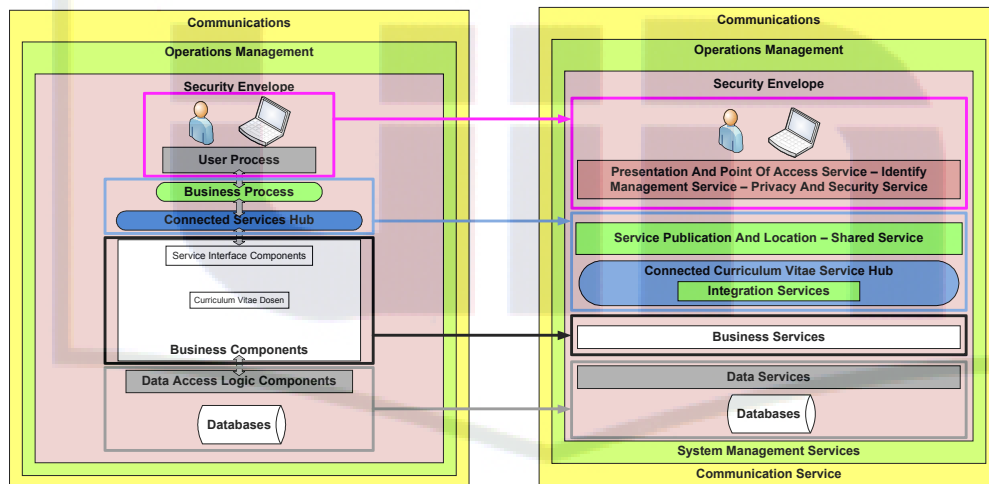 Communications
Operations Management
Security Envelope
User Process
Business Process
Connected Services Hub
Service Interface Components
Curriculum Vitae Dosen
Business Components
Data Access Logic Components
Databases
Communications
Operations Management
Security Envelope
Presentation And Point Of Access Service – Identify
Management Service – Privacy And Security Service
Service Publication And Location – Shared Service
Connected Curriculum Vitae Service Hub
Integration Services
Business Services
Data Services
Databases
System Management Services
Communication Service